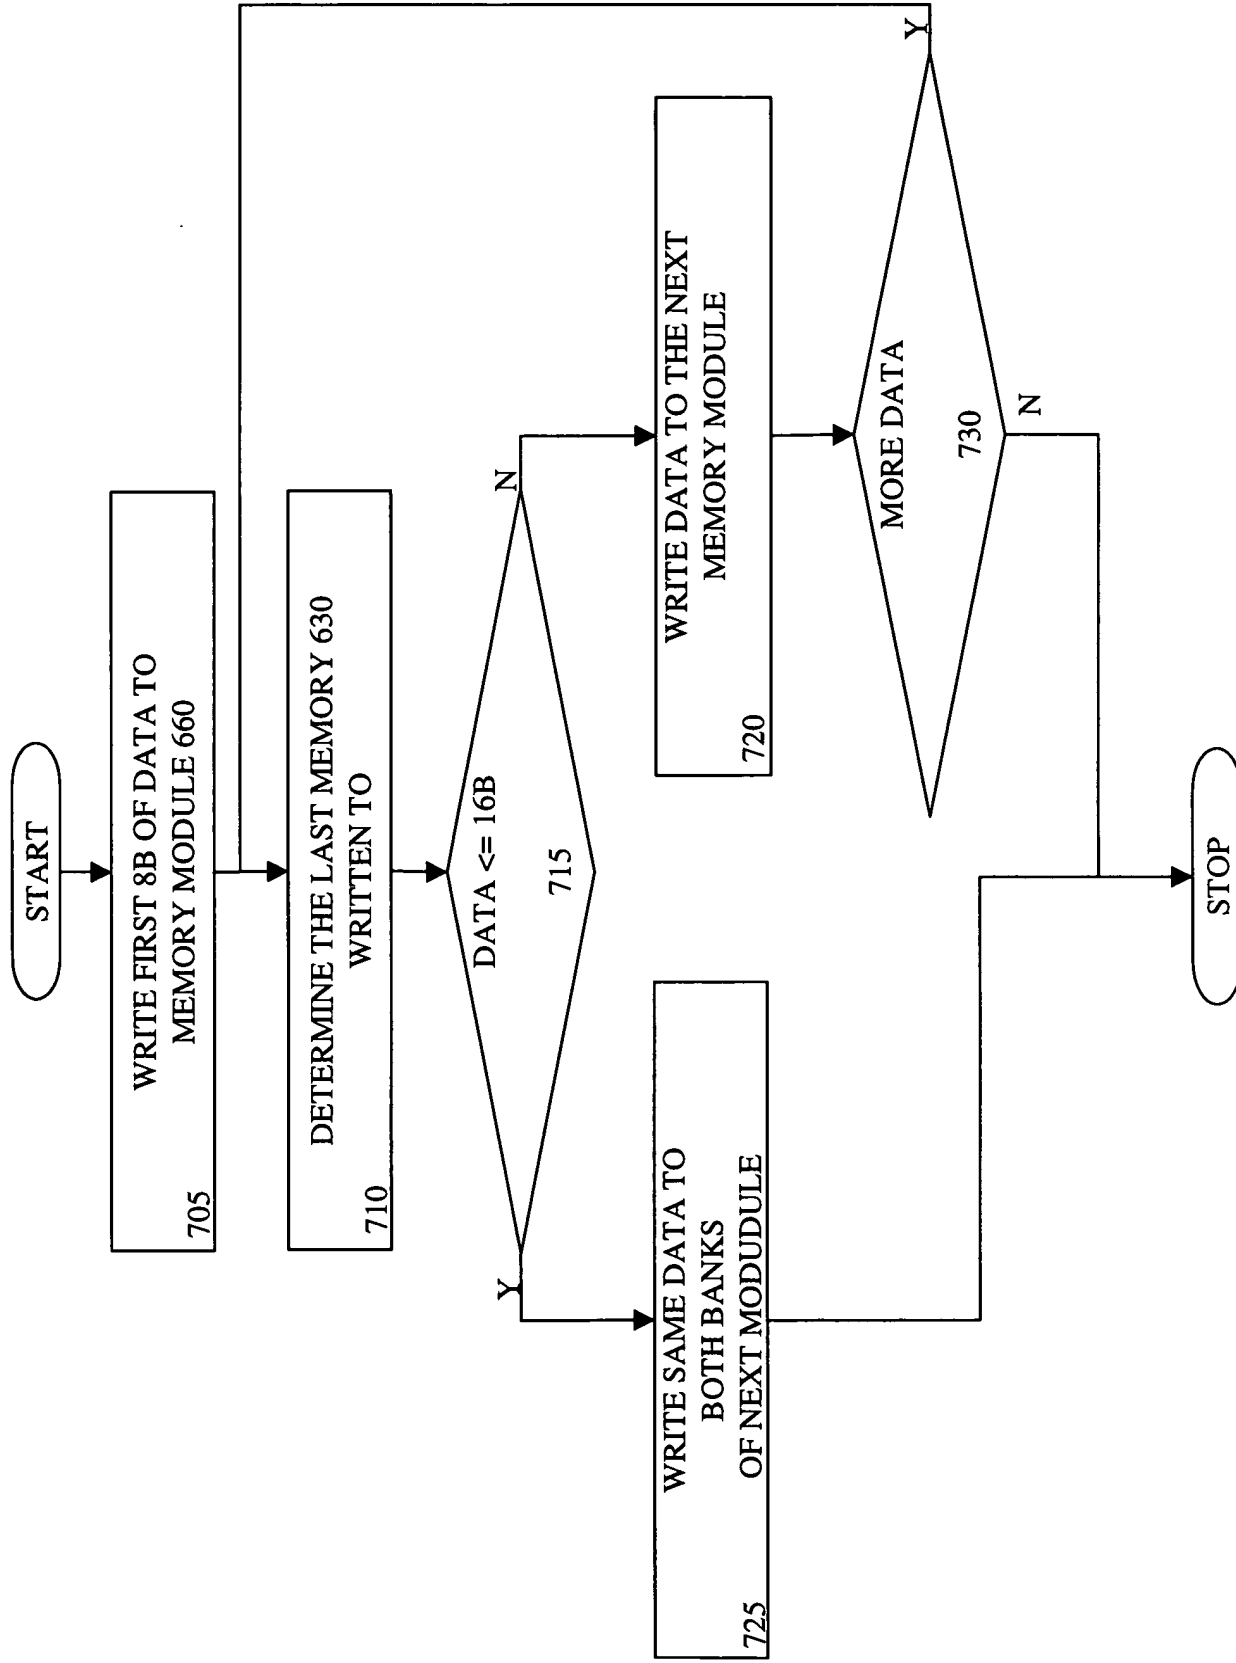 START
WRITE FIRST 8B OF DATA TO
MEMORY MODULE 660
705
DETERMINE THE LAST MEMORY 630
WRITTEN TO
710
DATA <= 16B
715
Y
N
WRITE SAME DATA TO
BOTH BANKS
OF NEXT MODUDULE
725
WRITE DATA TO THE NEXT
MEMORY MODULE
720
MORE DATA
730
Y
N
STOP